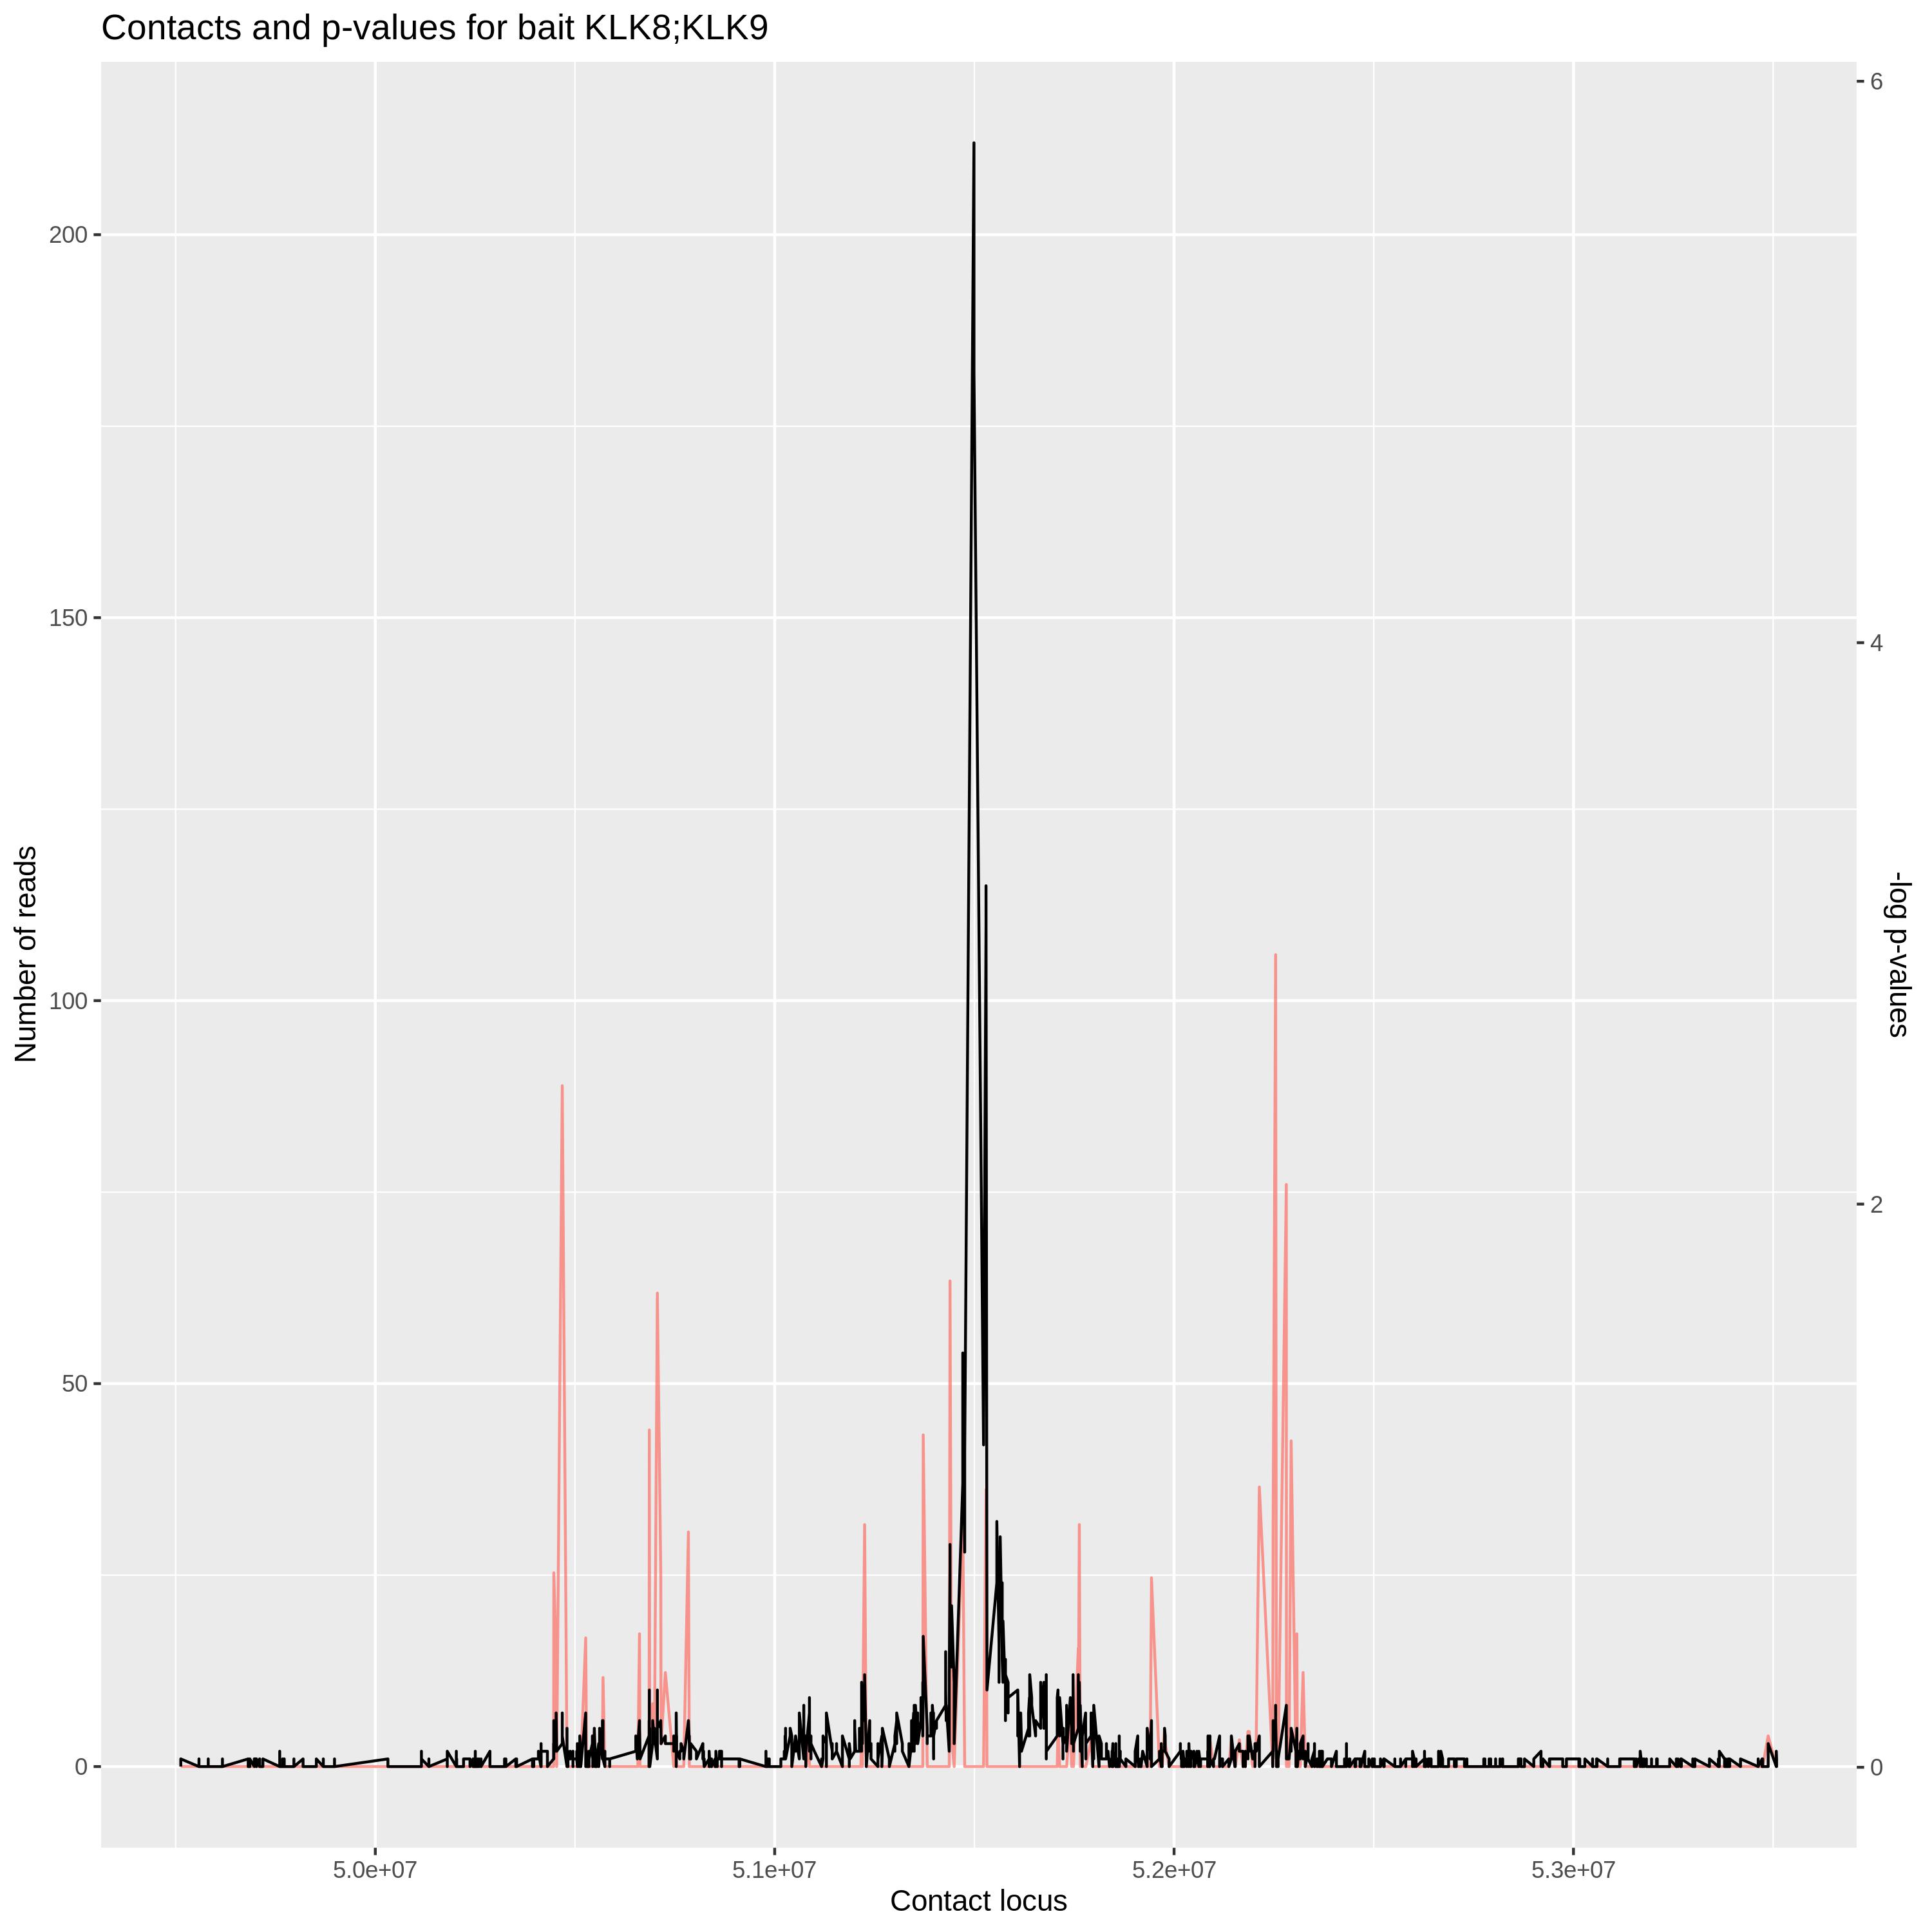 Contacts and p-values for bait KLK8;KLK9
6
200
4
150
Number of reads
-log p-values
100
2
50
0
0
5.0e+07 5.1e+07 5.2e+07 5.3e+07
Contact locus